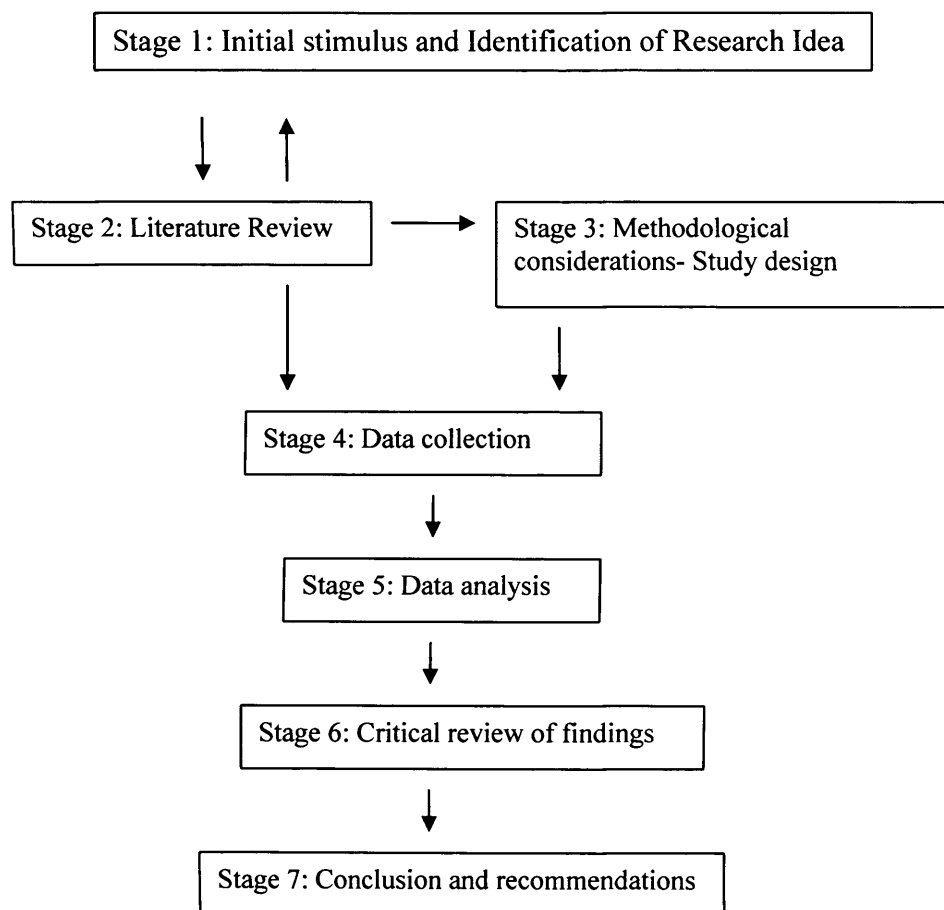 Stage 1: Initial stimulus and Identification of Research Idea
Stage 2: Literature Review
Stage 3: Methodological
considerations- Study design
Stage 4: Data collection
Stage 5: Data analysis
Stage 6: Critical review of findings
Stage 7: Conclusion and recommendations